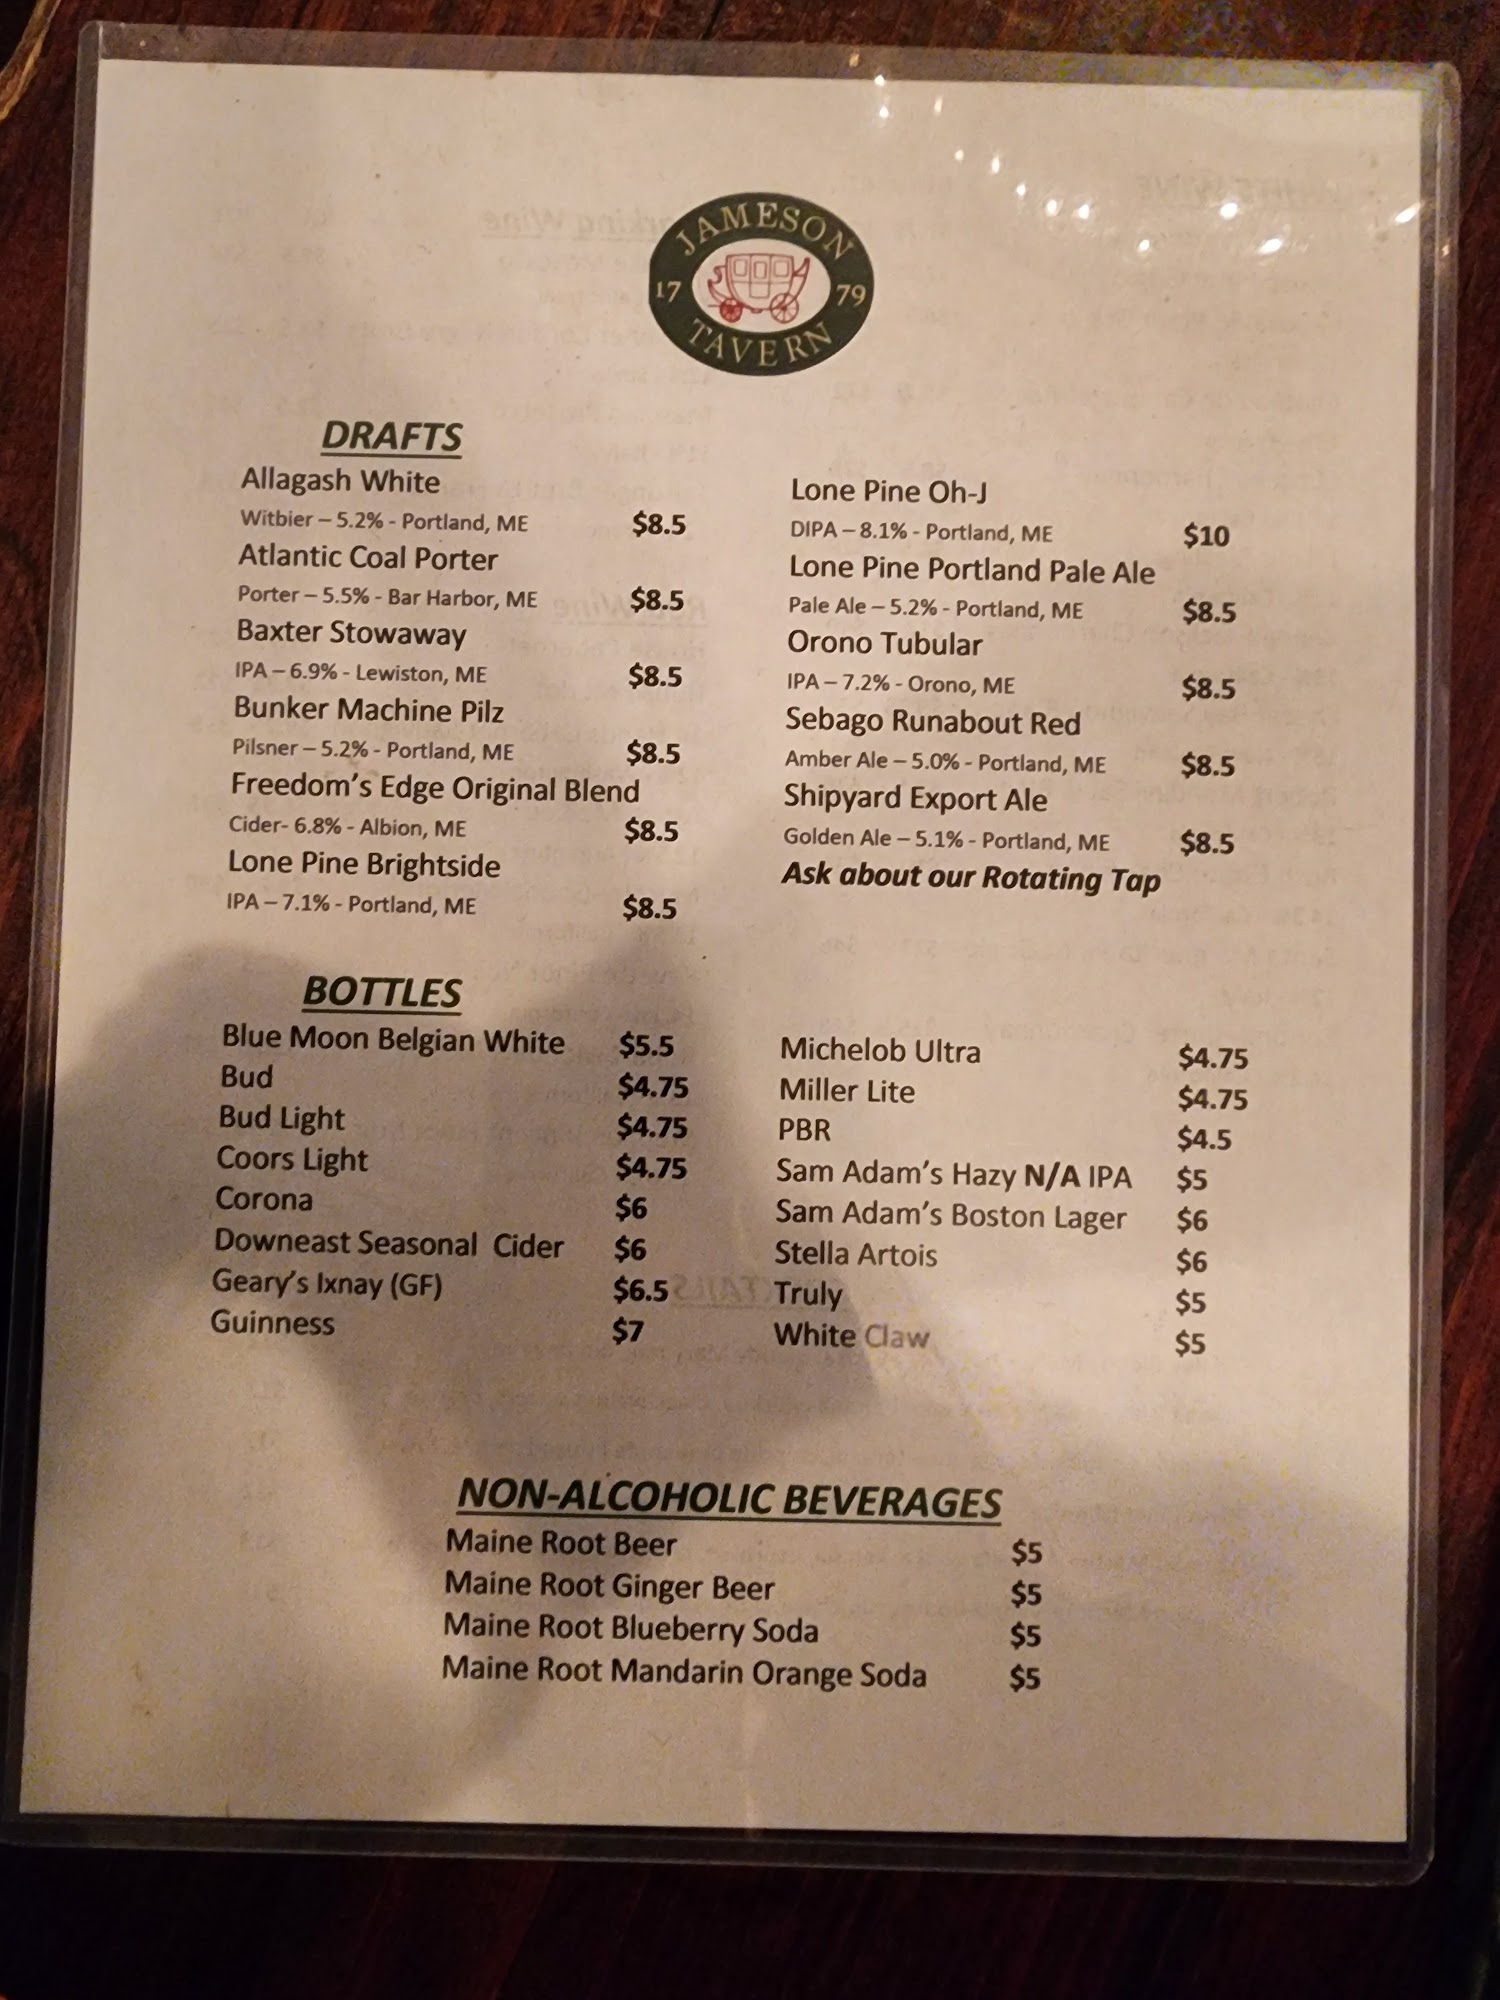 JAMESON
17 79
TAVERN
DRAFTS
Allagash White
Witbier – 5.2% - Portland, ME $8.5
Atlantic Coal Porter
Porter – 5.5% - Bar Harbor, ME $8.5
Baxter Stowaway
IPA – 6.9% - Lewiston, ME $8.5
Bunker Machine Pilz
Pilsner – 5.2% - Portland, ME $8.5
Freedom's Edge Original Blend
Cider- 6.8% - Albion, ME $8.5
Lone Pine Brightside
IPA – 7.1% - Portland, ME $8.5
Lone Pine Oh-J
DIPA – 8.1% - Portland, ME $10
Lone Pine Portland Pale Ale
Pale Ale – 5.2% - Portland, ME $8.5
Orono Tubular
IPA – 7.2% - Orono, ME $8.5
Sebago Runabout Red
Amber Ale – 5.0% - Portland, ME $8.5
Shipyard Export Ale
Golden Ale – 5.1% - Portland, ME $8.5
Ask about our Rotating Tap
BOTTLES
Blue Moon Belgian White $5.5
Bud $4.75
Bud Light $4.75
Coors Light $4.75
Corona $6
Downeast Seasonal Cider $6
Geary's Ixnay (GF) $6.5
Guinness $7
Michelob Ultra $4.75
Miller Lite $4.75
PBR $4.5
Sam Adam's Hazy N/A IPA $5
Sam Adam's Boston Lager $6
Stella Artois $6
Truly $5
White Claw $5
NON-ALCOHOLIC BEVERAGES
Maine Root Beer $5
Maine Root Ginger Beer $5
Maine Root Blueberry Soda $5
Maine Root Mandarin Orange Soda $5